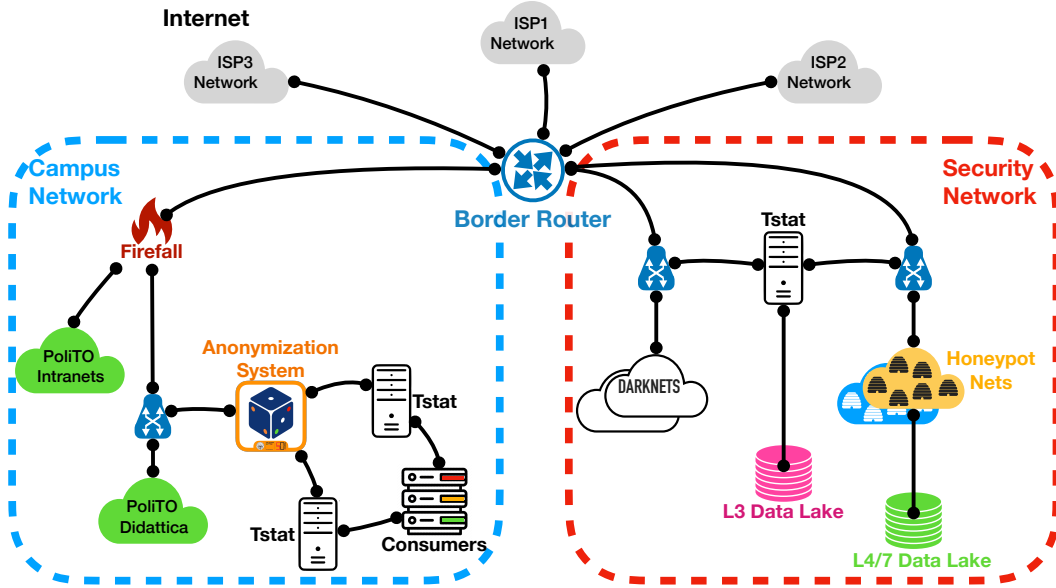 Internet
ISP1
Network
ISP3
Network
ISP2
Network
Campus
Network
Security
Network
Border Router
Tstat
Firefall
Anonymization
System
PoliTO
Intranets
Tstat
DARKNETS
Honeypot
Nets
PoliTO
Didattica
Tstat
Consumers
L3 Data Lake
L4/7 Data Lake